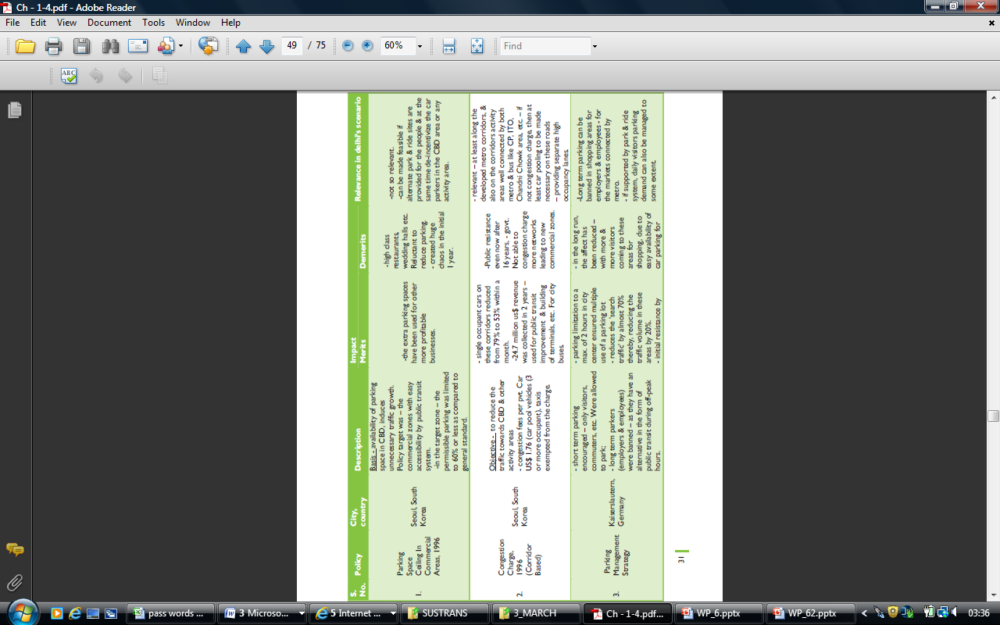 Ch - 1-4.pdf - Adobe Reader
File Edit View Document Tools Window Help
49 / 75 60% Find
S. No. Policy City, country Description Impact Merits Demerits Relevance in delhi's scenario
1.
Parking
Space
Ceiling In
Commercial
Areas, 1996
Seoul, South
Korea
Basis - availability of parking
space in CBD, induces
unnecessary traffic growth.
Policy target was – the
commercial zones with easy
accessibility by public transit
system.
-in the target zone – the
permissible parking was limited
to 60% or less as compared to
general standard.
-the extra parking spaces
have been used for other
more profitable
businesses.
-high class
restaurants,
wedding halls etc.
Reluctant to
reduce parking.
- created huge
chaos in the initial
1 year.
-not so relevant.
-can be made feasible if
alternate park & ride sites are
provided for the people & at the
same time de-incentivize the car
parkers in the CBD area or any
activity area.
2.
Congestion
Charge,
1996
(Corridor
Based)
Seoul, South
Korea
Objective - to reduce the
traffic towards CBD & other
activity areas
- congestion fees per pvt. Car
US$ 1.76 (car pool vehicles (3
or more occupant), taxis
exempted from the charge.
- single occupant cars on
these corridors reduced
from 79% to 53% within a
month.
-24.7 million us$ revenue
was collected in 2 years –
used for public transit
improvement & building
of terminals, etc. For city
buses.
-Public resistance
even now after
16 years, - govt.
Not able to
congestion charge
more networks
leading to new
commercial zones.
- relevant – at least along the
developed metro corridors, &
also on the corridors activity
areas well connected by both
metro & bus like CP, ITO,
Chandni Chowk area, etc. – if
not congestion charge, then at
least car pooling to be made
necessary on these roads
– providing separate high
occupancy lanes.
3.
Parking
Management
Strategy
Kaiserslautern,
Germany
- short term parking
encouraged – only visitors,
commuters, etc. Were allowed
to park;
- long term parkers
(employers & employees)
were banned – as they have an
alternative in the form of
public transit during off-peak
hours.
- parking limitation to a
max. of 2 hours in city
center ensured multiple
use of a parking lot
- reduces the 'search
traffic' by almost 70%
thereby, reducing the
traffic volume in these
areas by 20%.
- initial resistance by
- in the long run,
the affect has
been reduced –
with more &
more visitors
coming to these
areas for
shopping, due to
easy availability of
car parking for
-Long term parking can be
banned in shopping areas for
employers & employees - for
the markets connected by
metro.
- if supported by park & ride
system, daily visitors parking
demand can also be managed to
some extent.
31
pass words ... 3 Microso... 5 Internet ... SUSTRANS 3_MARCH Ch - 1-4.pdf... WP_6.pptx WP_62.pptx 03:36